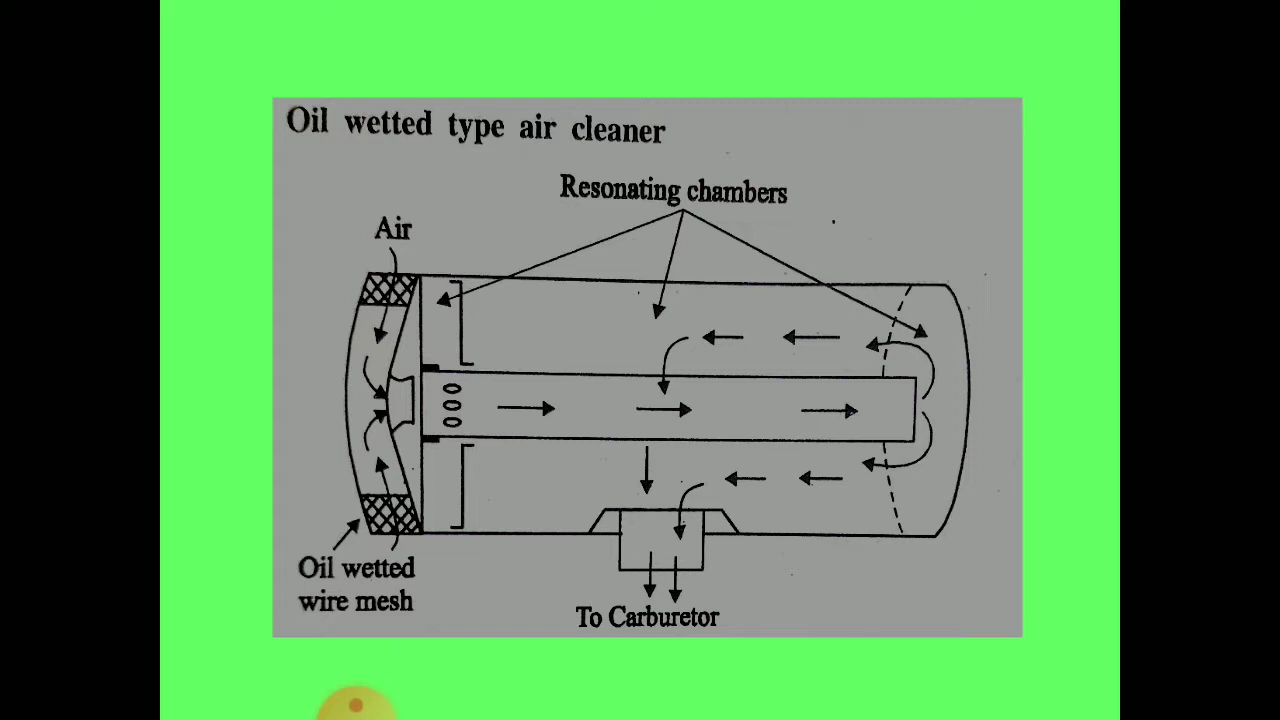 Oil wetted type air cleaner
Resonating chambers
Air
Oil wetted
wire mesh
To Carburetor